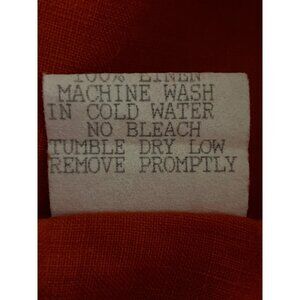 100% LINEN
MACHINE WASH
IN COLD WATER
NO BLEACH
TUMBLE DRY LOW
REMOVE PROMPTLY